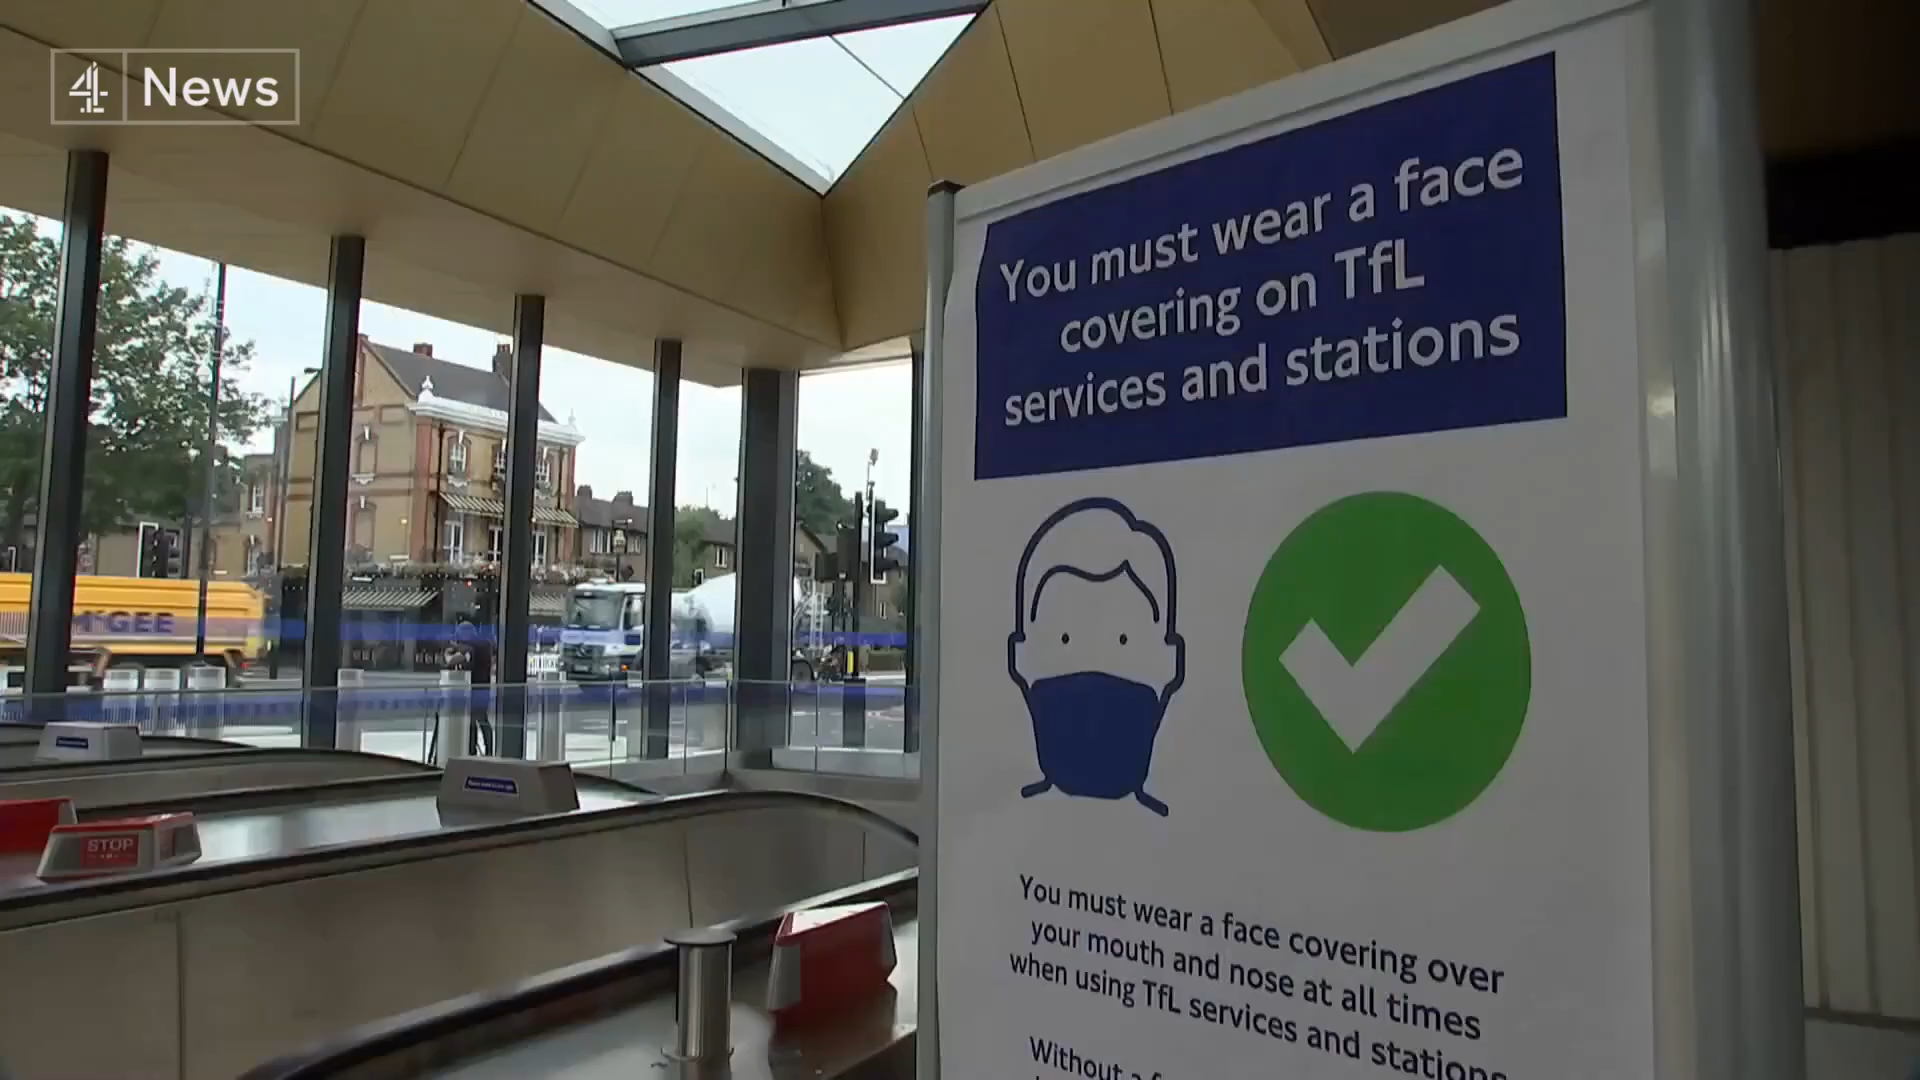 4 News
You must wear a face
covering on TfL
services and stations
McGEE
STOP
You must wear a face covering over
your mouth and nose at all times
when using TfL services and stations
Without a